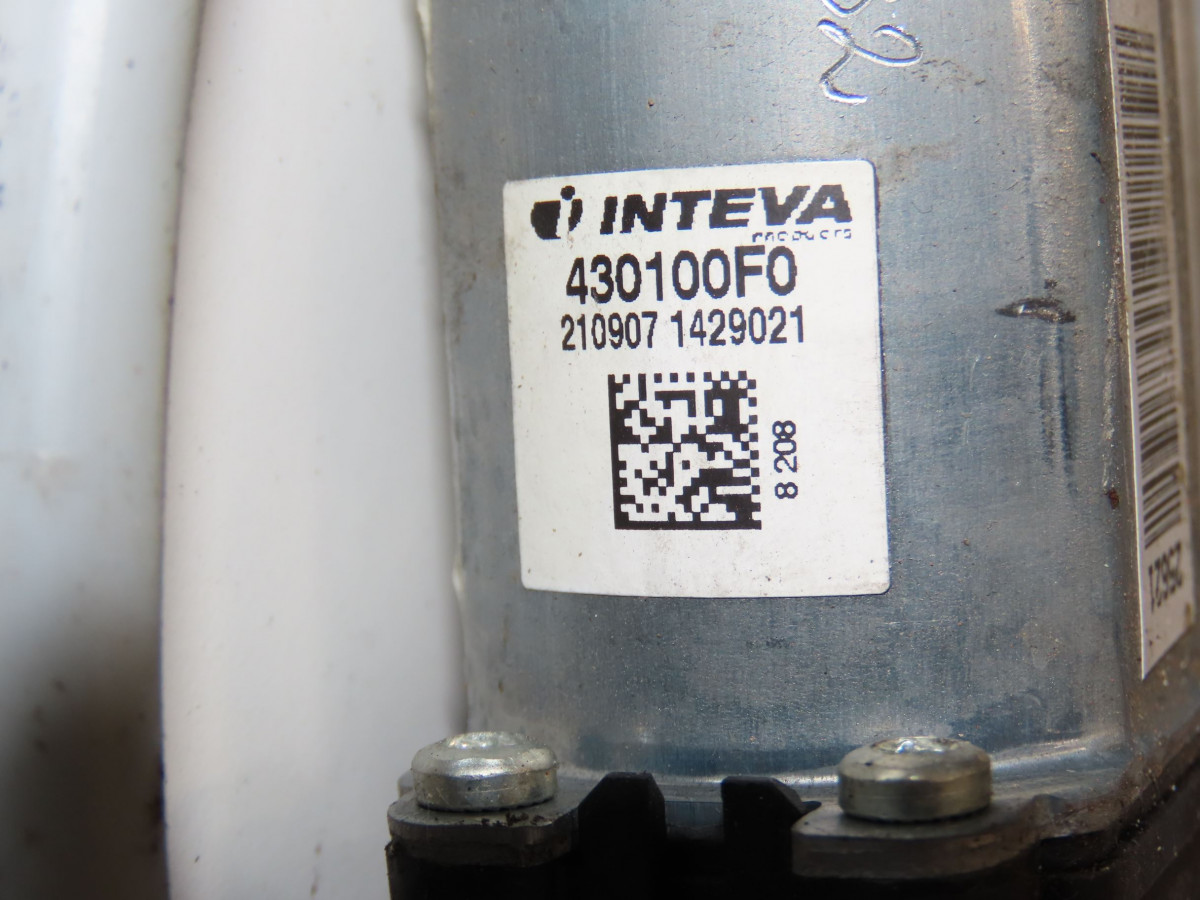 INTEVA
PRODUCTS
430100F0
210907 1429021
8 208